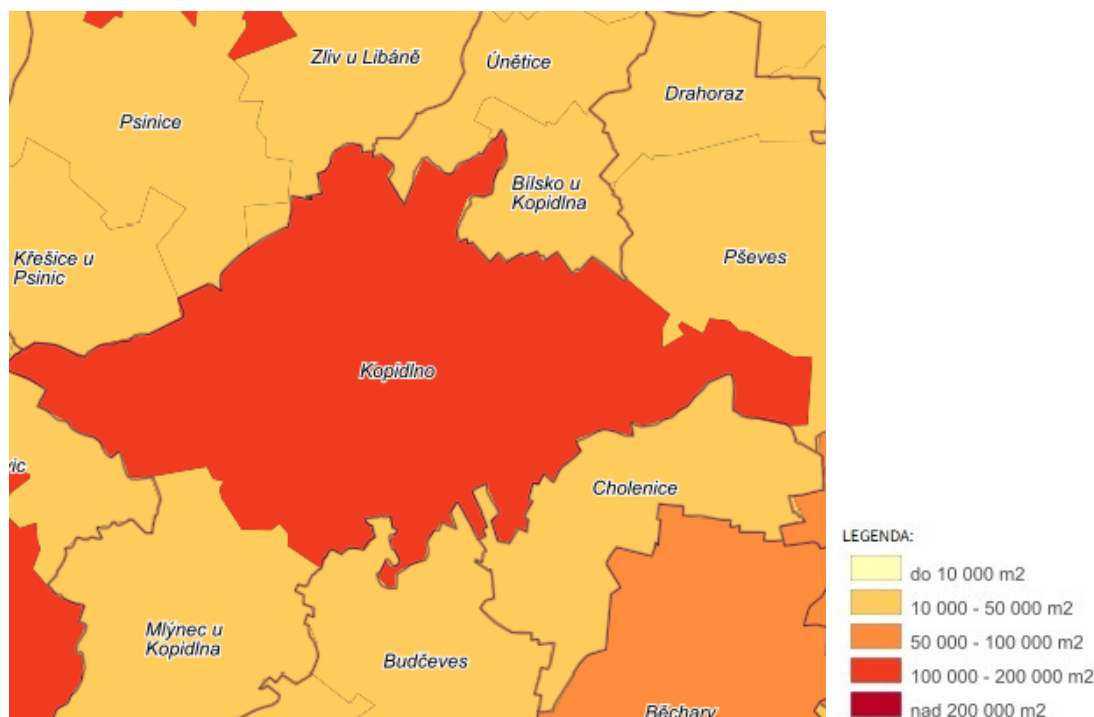 Zliv u Libáně
Únětice
Drahoraz
Psinice
Bílsko u
Kopidlna
Křešice u
Psinic
Pševes
Kopidlno
vic
Cholenice
Mlýnec u
Kopidlna
Budčeves
Běchary
LEGENDA:
do 10 000 m2
10 000 - 50 000 m2
50 000 - 100 000 m2
100 000 - 200 000 m2
nad 200 000 m2